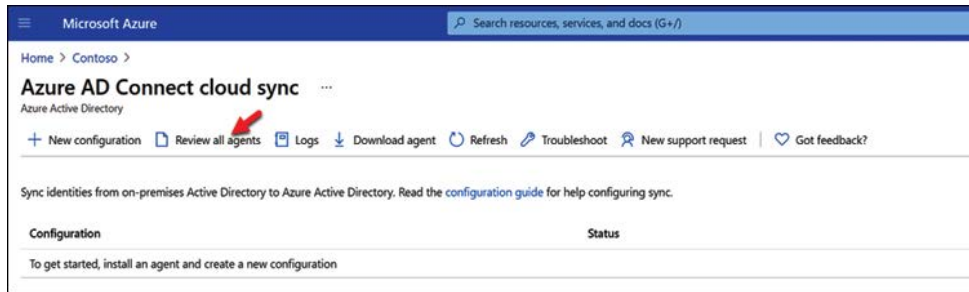 Microsoft Azure
Search resources, services, and docs (G+/)
Home > Contoso >
Azure AD Connect cloud sync ...
Azure Active Directory
+ New configuration Review all agents Logs Download agent Refresh Troubleshoot New support request Got feedback?
Sync identities from on-premises Active Directory to Azure Active Directory. Read the configuration guide for help configuring sync.
Configuration Status
To get started, install an agent and create a new configuration